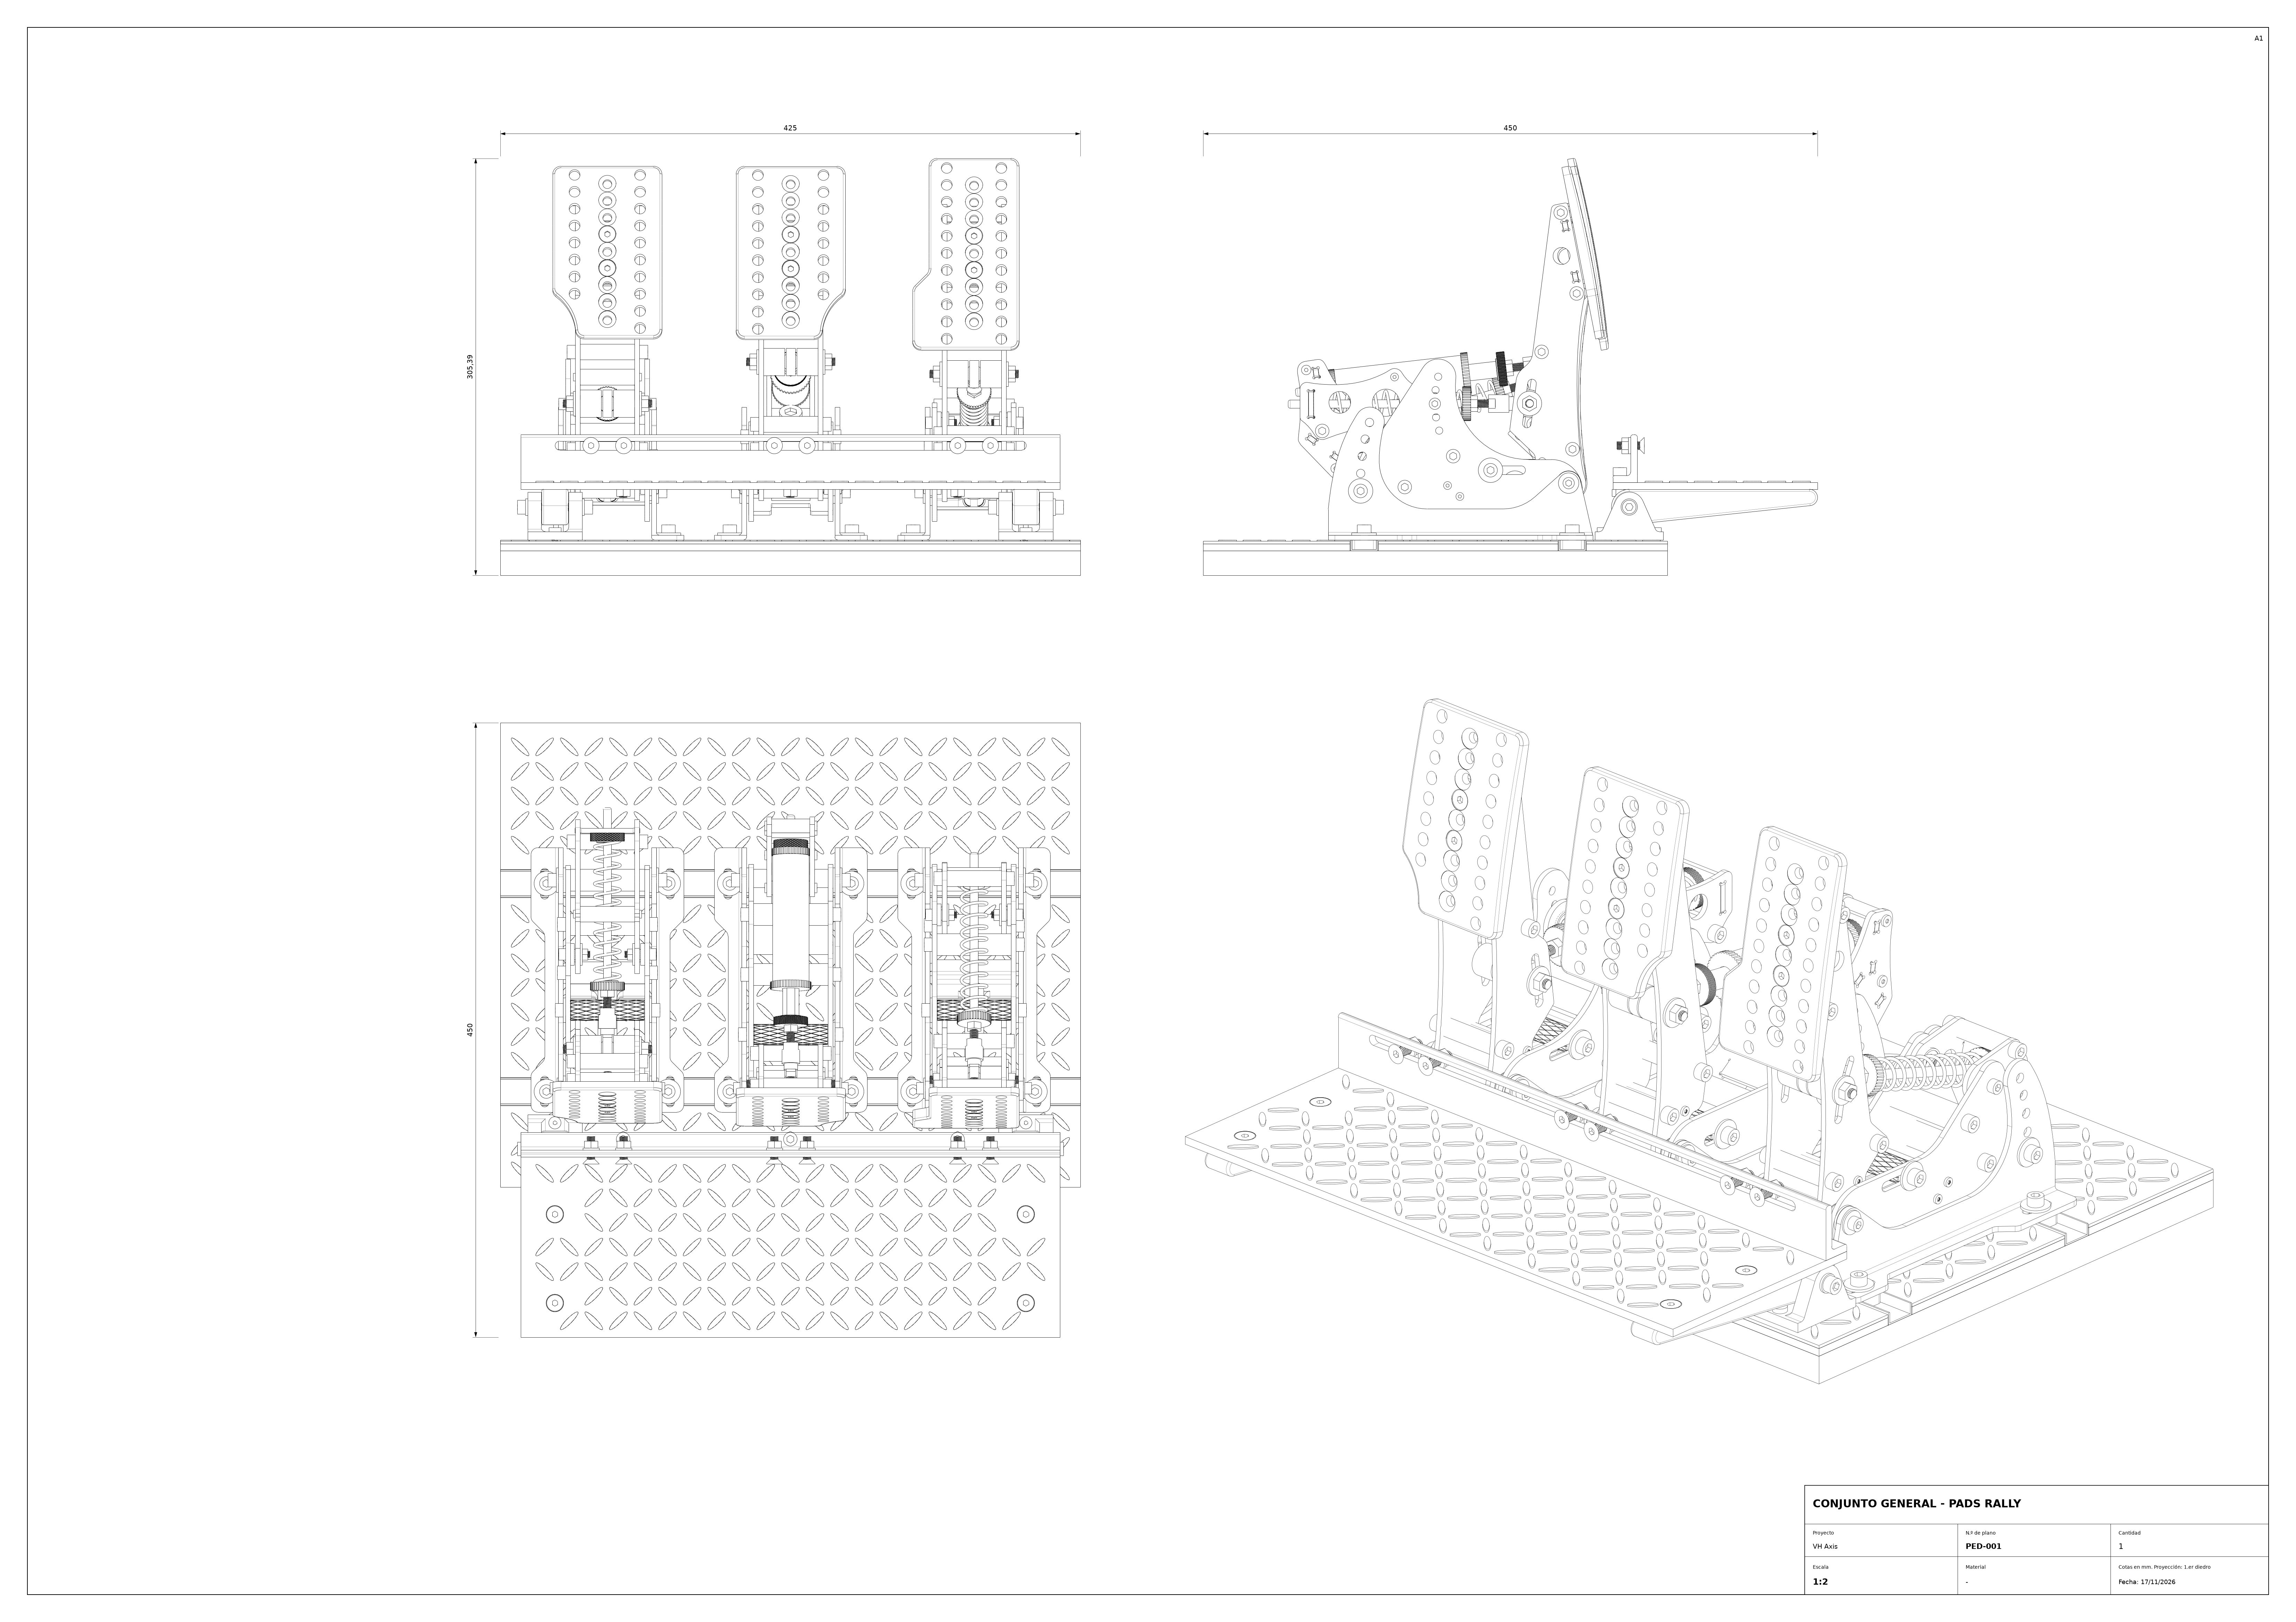 A1
425
450
305,39
450
CONJUNTO GENERAL - PADS RALLY
Proyecto
VH Axis
N.º de plano
PED-001
Cantidad
1
Escala
1:2
Material
-
Cotas en mm. Proyección: 1.er diedro
Fecha: 17/11/2026